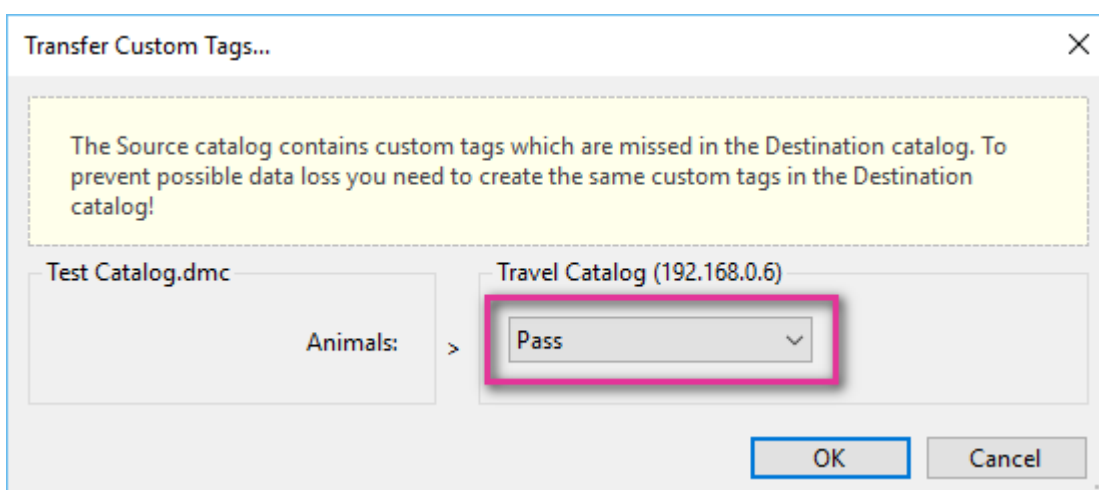 Transfer Custom Tags...
The Source catalog contains custom tags which are missed in the Destination catalog. To
prevent possible data loss you need to create the same custom tags in the Destination
catalog!
Test Catalog.dmc
Travel Catalog (192.168.0.6)
Animals:
>
Pass
OK
Cancel